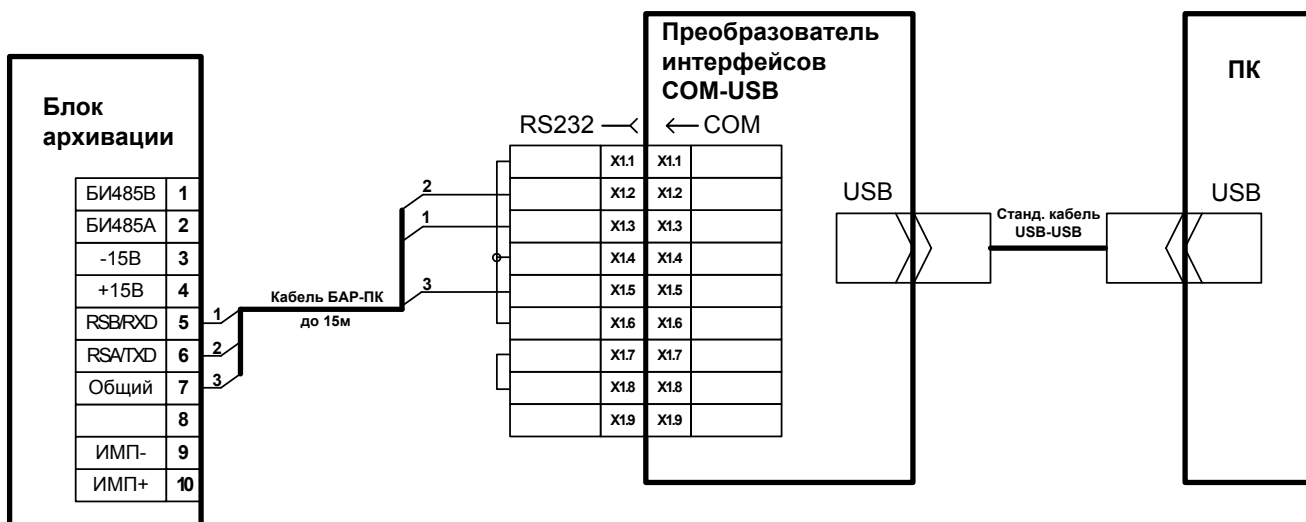 Блок
архивации
БИ485В 1
БИ485А 2
-15В 3
+15В 4
RSB/RXD 5
RSA/TXD 6
Общий 7
8
ИМП- 9
ИМП+ 10
1
2
3
Кабель БАР-ПК
до 15м
2
1
3
Преобразователь
интерфейсов
COM-USB
RS232 COM
X1.1 X1.1
X1.2 X1.2
X1.3 X1.3
X1.4 X1.4
X1.5 X1.5
X1.6 X1.6
X1.7 X1.7
X1.8 X1.8
X1.9 X1.9
USB
Станд. кабель
USB-USB
ПК
USB